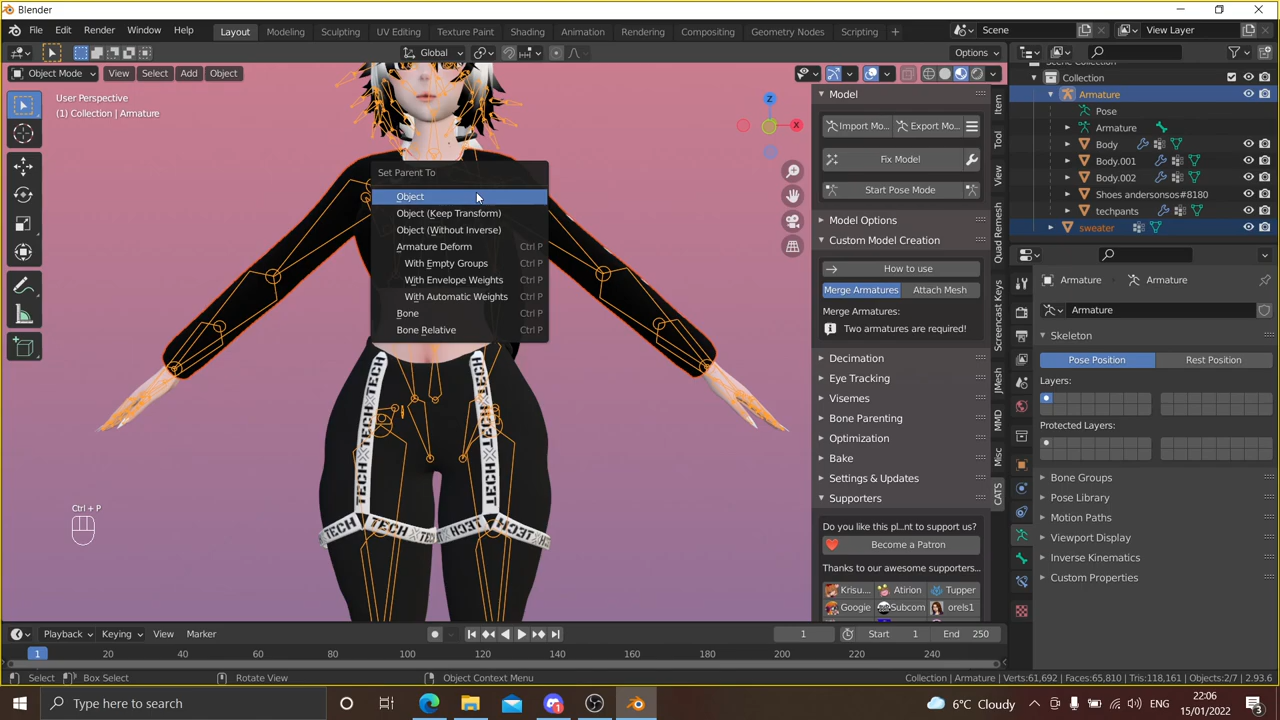 Blender
File Edit Render Window Help
Layout Modeling Sculpting UV Editing Texture Paint Shading Animation Rendering Compositing Geometry Nodes Scripting +
Scene
View Layer
Global
Options
Object Mode View Select Add Object
User Perspective
(1) Collection | Armature
Set Parent To
Object
Object (Keep Transform)
Object (Without Inverse)
Armature Deform Ctrl P
With Empty Groups Ctrl P
With Envelope Weights Ctrl P
With Automatic Weights Ctrl P
Bone Ctrl P
Bone Relative Ctrl P
Z
X
TECH
TECH
TECH
TECH
TECH
TECH
TECH
TECH
Ctrl + P
Model
Import Mo... Export Mo...
Fix Model
Start Pose Mode
Model Options
Custom Model Creation
How to use
Merge Armatures Attach Mesh
Merge Armatures:
Two armatures are required!
Decimation
Eye Tracking
Visemes
Bone Parenting
Optimization
Bake
Settings & Updates
Supporters
Do you like this pl...nt to support us?
Become a Patron
Thanks to our awesome supporters...
Krisu.... Atirion Tupper
Googie Subcom orels1
Item
Tool
View
Quad Remesh
Screencast Keys
JMesh
MMD
Misc
CATS
Collection
Armature
Pose
Armature
Body
Body.001
Body.002
Shoes andersonsos#8180
techpants
sweater
Armature Armature
Armature
Skeleton
Pose Position Rest Position
Layers:
Protected Layers:
Bone Groups
Pose Library
Motion Paths
Viewport Display
Inverse Kinematics
Custom Properties
Playback Keying View Marker
1 Start 1 End 250
1 20 40 60 80 100 120 140 160 180 200 220 240
Select Box Select Rotate View Object Context Menu
Collection | Armature | Verts:61,692 | Faces:65,810 | Tris:118,161 | Objects:2/7 | 2.93.6
Type here to search
6°C Cloudy
ENG
22:06
15/01/2022
3